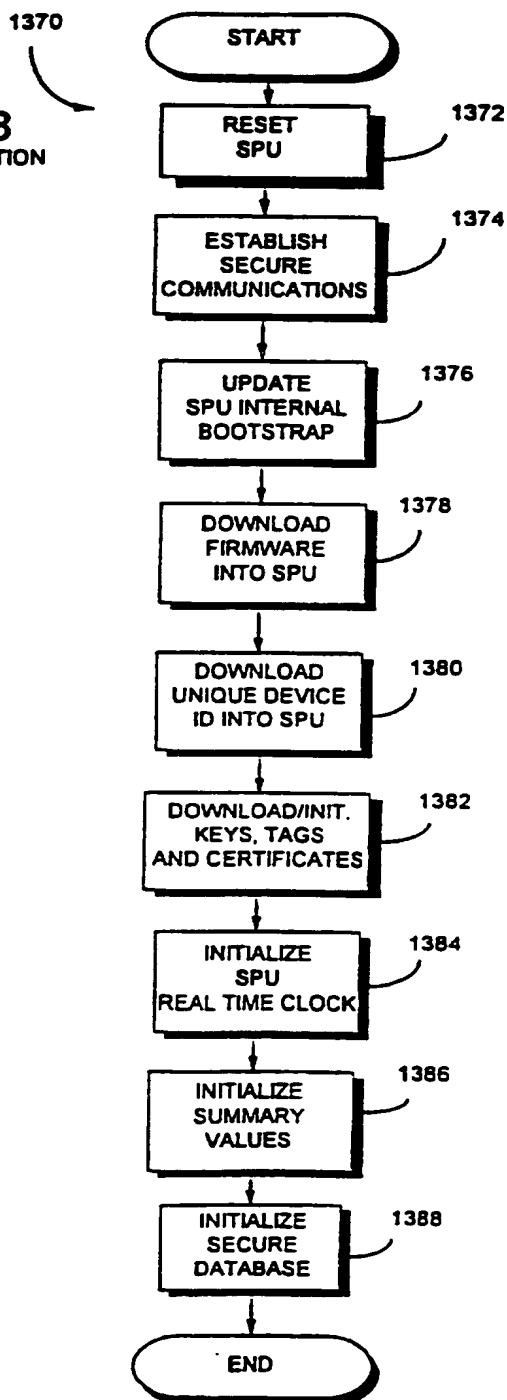 1370
START
RESET
SPU
1372
ESTABLISH
SECURE
COMMUNICATIONS
1374
UPDATE
SPU INTERNAL
BOOTSTRAP
1376
DOWNLOAD
FIRMWARE
INTO SPU
1378
DOWNLOAD
UNIQUE DEVICE
ID INTO SPU
1380
DOWNLOAD/INIT.
KEYS, TAGS
AND CERTIFICATES
1382
INITIALIZE
SPU
REAL TIME CLOCK
1384
INITIALIZE
SUMMARY
VALUES
1386
INITIALIZE
SECURE
DATABASE
1388
END